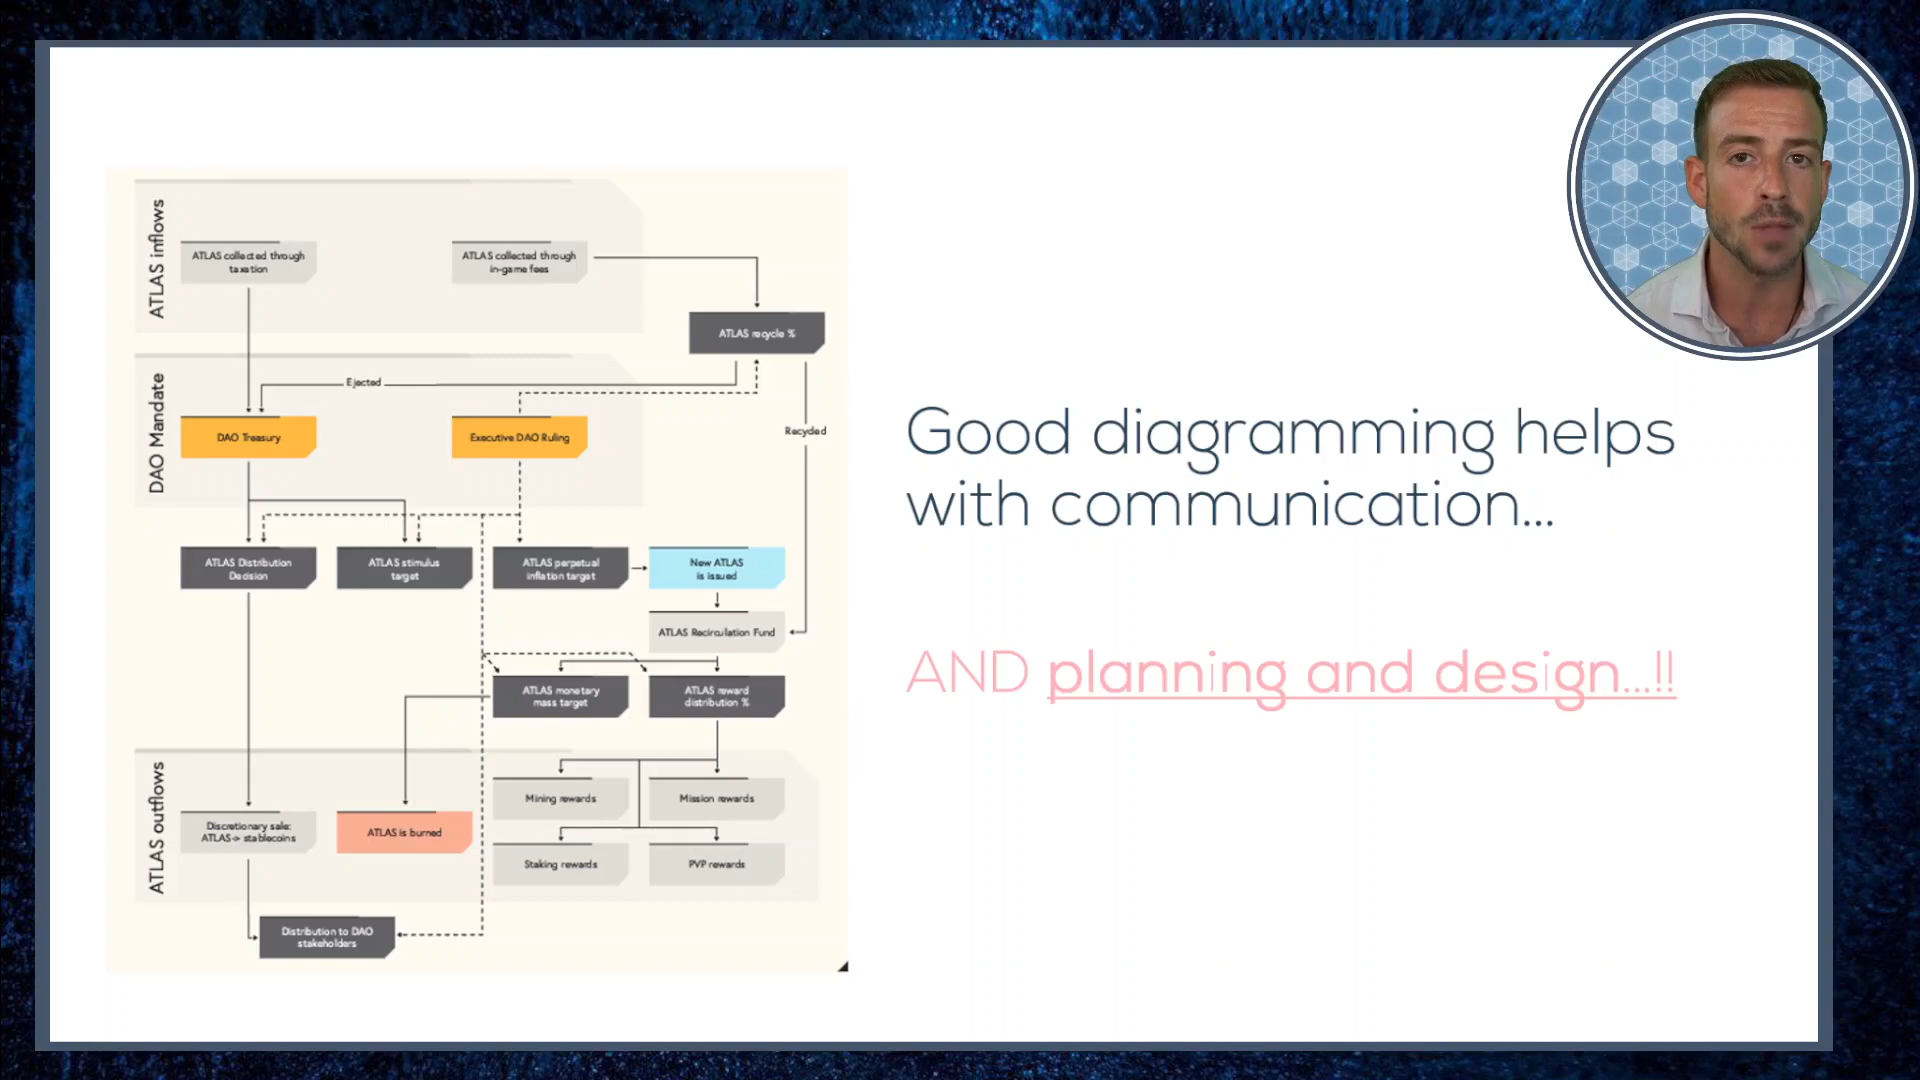 ATLAS inflows
ATLAS collected through
taxation
ATLAS collected through
in-game fees
ATLAS recycle %
DAO Mandate
Ejected
DAO Treasury
Executive DAO Ruling
Recycled
ATLAS Distribution
Decision
ATLAS stimulus
target
ATLAS perpetual
inflation target
New ATLAS
is issued
ATLAS Recirculation Fund
ATLAS monetary
mass target
ATLAS reward
distribution %
ATLAS outflows
Mining rewards
Mission rewards
Discretionary sale:
ATLAS-> stablecoins
ATLAS is burned
Staking rewards
PVP rewards
Distribution to DAO
stakeholders
Good diagramming helps
with communication...
AND planning and design...!!